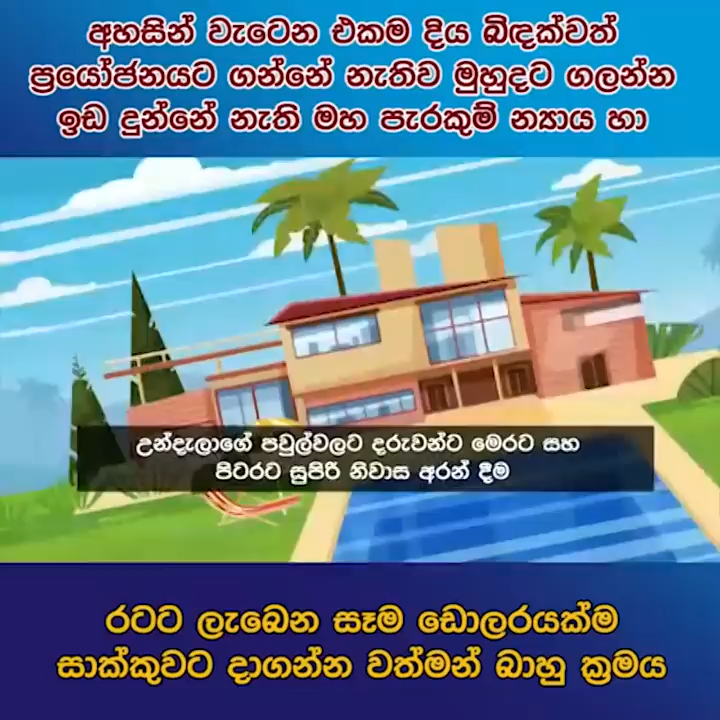 අහසින් වැටෙන එකම දිය බිඳක්වත්
ප්‍රයෝජනයට ගන්නේ නැතිව මුහුදට ගලන්න
ඉඩ දුන්නේ නැති මහ පැරකුම් න්‍යාය හා
උන්දැලාගේ පවුල්වලට දරුවන්ට මෙරට සහ
පිටරට සුපිරි නිවාස අරන් දීම
රටට ලැබෙන සෑම ඩොලරයක්ම
සාක්කුවට දාගන්න වත්මන් බාහු ක්‍රමය